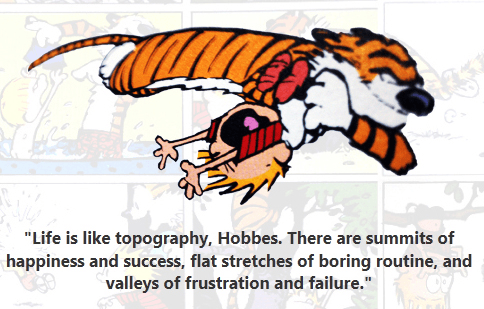 "Life is like topography, Hobbes. There are summits of
happiness and success, flat stretches of boring routine, and
valleys of frustration and failure."